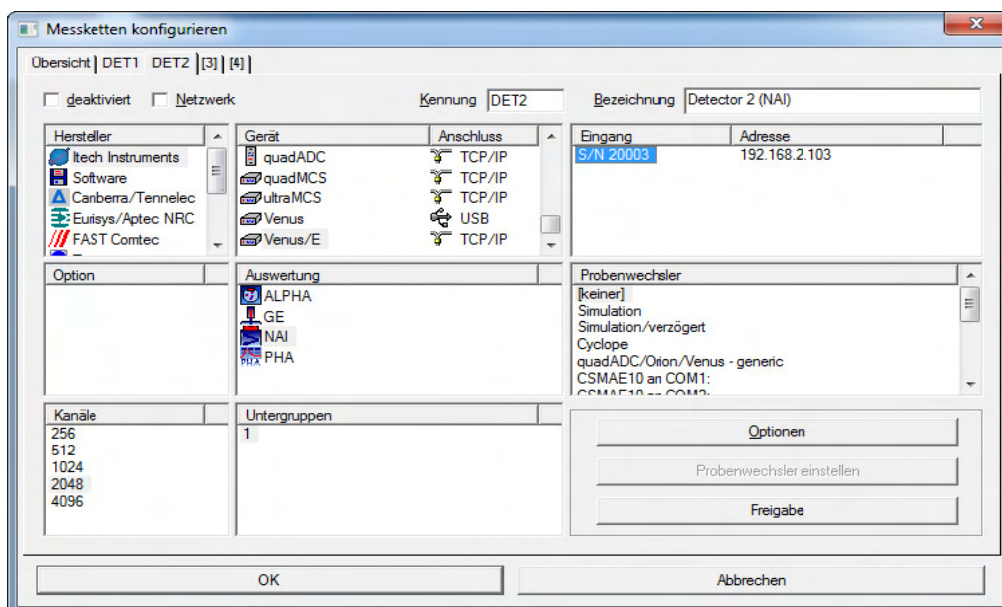 Messketten konfigurieren
Übersicht DET1 DET2 [3] [4]
deaktiviert Netzwerk Kennung DET2 Bezeichnung Detector 2 (NAI)
Hersteller
Itech Instruments
Software
Canberra/Tennelec
Eurisys/Aptec NRC
FAST Comtec
Gerät Anschluss
quadADC TCP/IP
quadMCS TCP/IP
ultraMCS TCP/IP
Venus USB
Venus/E TCP/IP
Eingang Adresse
S/N 20003 192.168.2.103
Option
Auswertung
ALPHA
GE
NAI
PHA
Probenwechsler
[keiner]
Simulation
Simulation/verzögert
Cyclope
quadADC/Orion/Venus - generic
CSMAE10 an COM1:
CSMAE10 an COM2:
Kanäle
256
512
1024
2048
4096
Untergruppen
1
Optionen
Probenwechsler einstellen
Freigabe
OK
Abbrechen